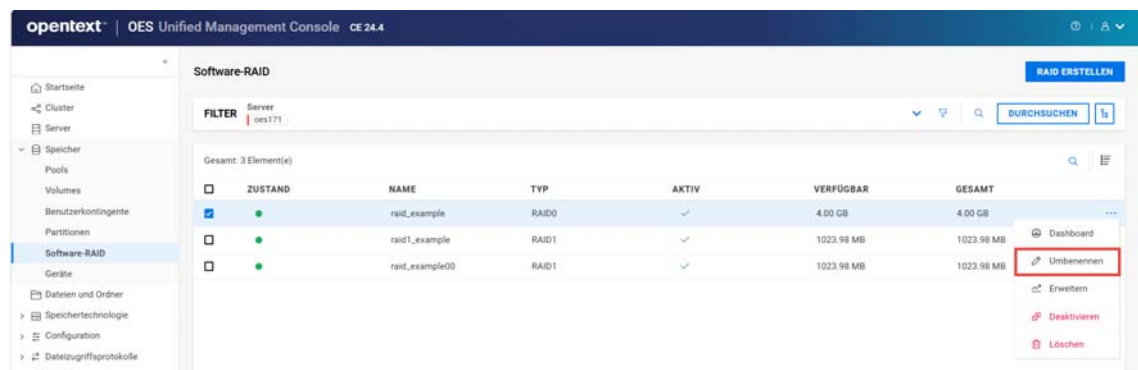 opentext™ | OES Unified Management Console CE 24.4
Software-RAID
RAID ERSTELLEN
Startseite
Cluster
Server
Speicher
Pools
Volumes
Benutzerkontingente
Partitionen
Software-RAID
Geräte
Dateien und Ordner
Speichertechnologie
Configuration
Dateizugriffsprotokolle
FILTER Server
oes171
DURCHSUCHEN
Gesamt: 3 Element(e)
ZUSTAND NAME TYP AKTIV VERFÜGBAR GESAMT
raid_example RAID0 4.00 GB 4.00 GB ...
raid1_example RAID1 1023.98 MB 1023.98 MB
raid_example00 RAID1 1023.98 MB 1023.98 MB
Dashboard
Umbenennen
Erweitern
Deaktivieren
Löschen